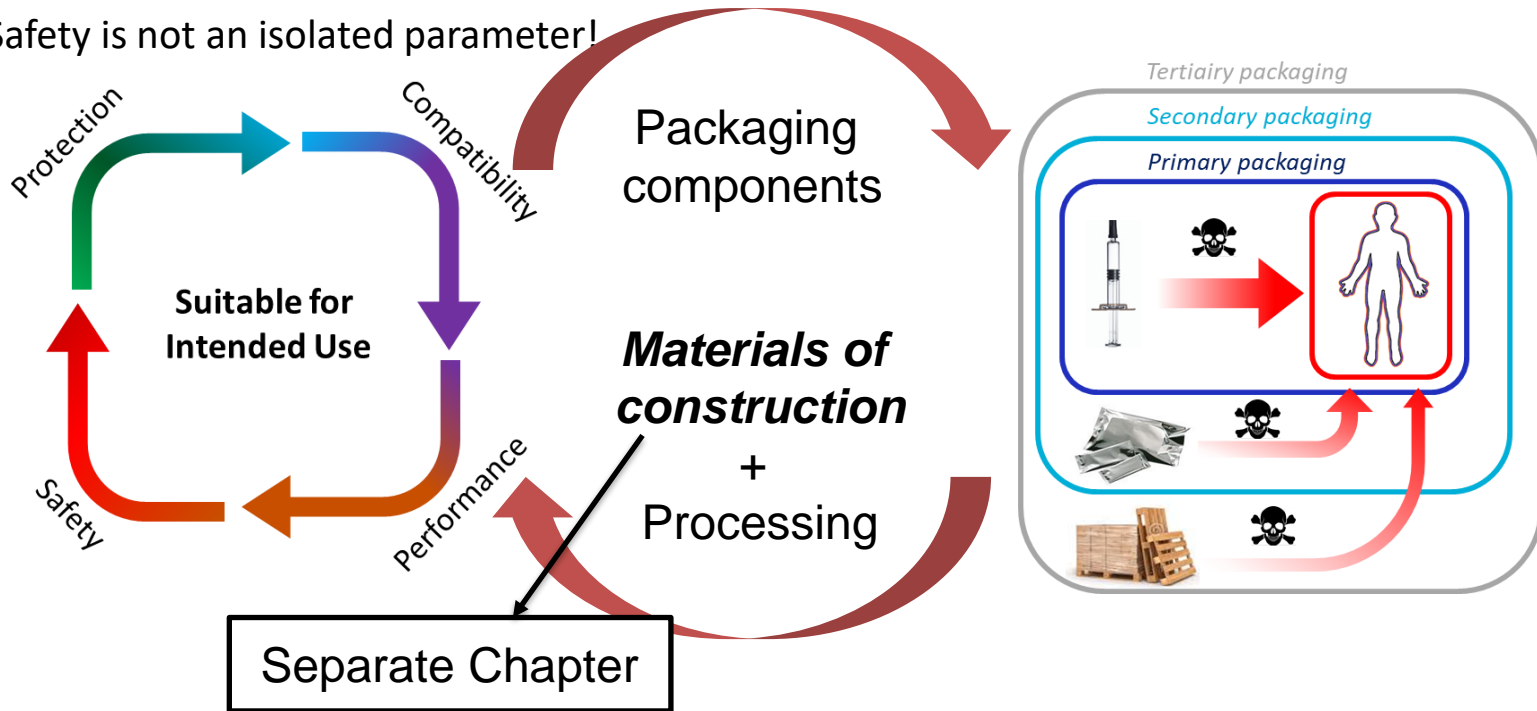 Safety is not an isolated parameter!
Protection
Compatibility
Suitable for
Intended Use
Safety
Performance
Packaging
components
Materials of
construction
+
Processing
Separate Chapter
Tertiairy packaging
Secondary packaging
Primary packaging